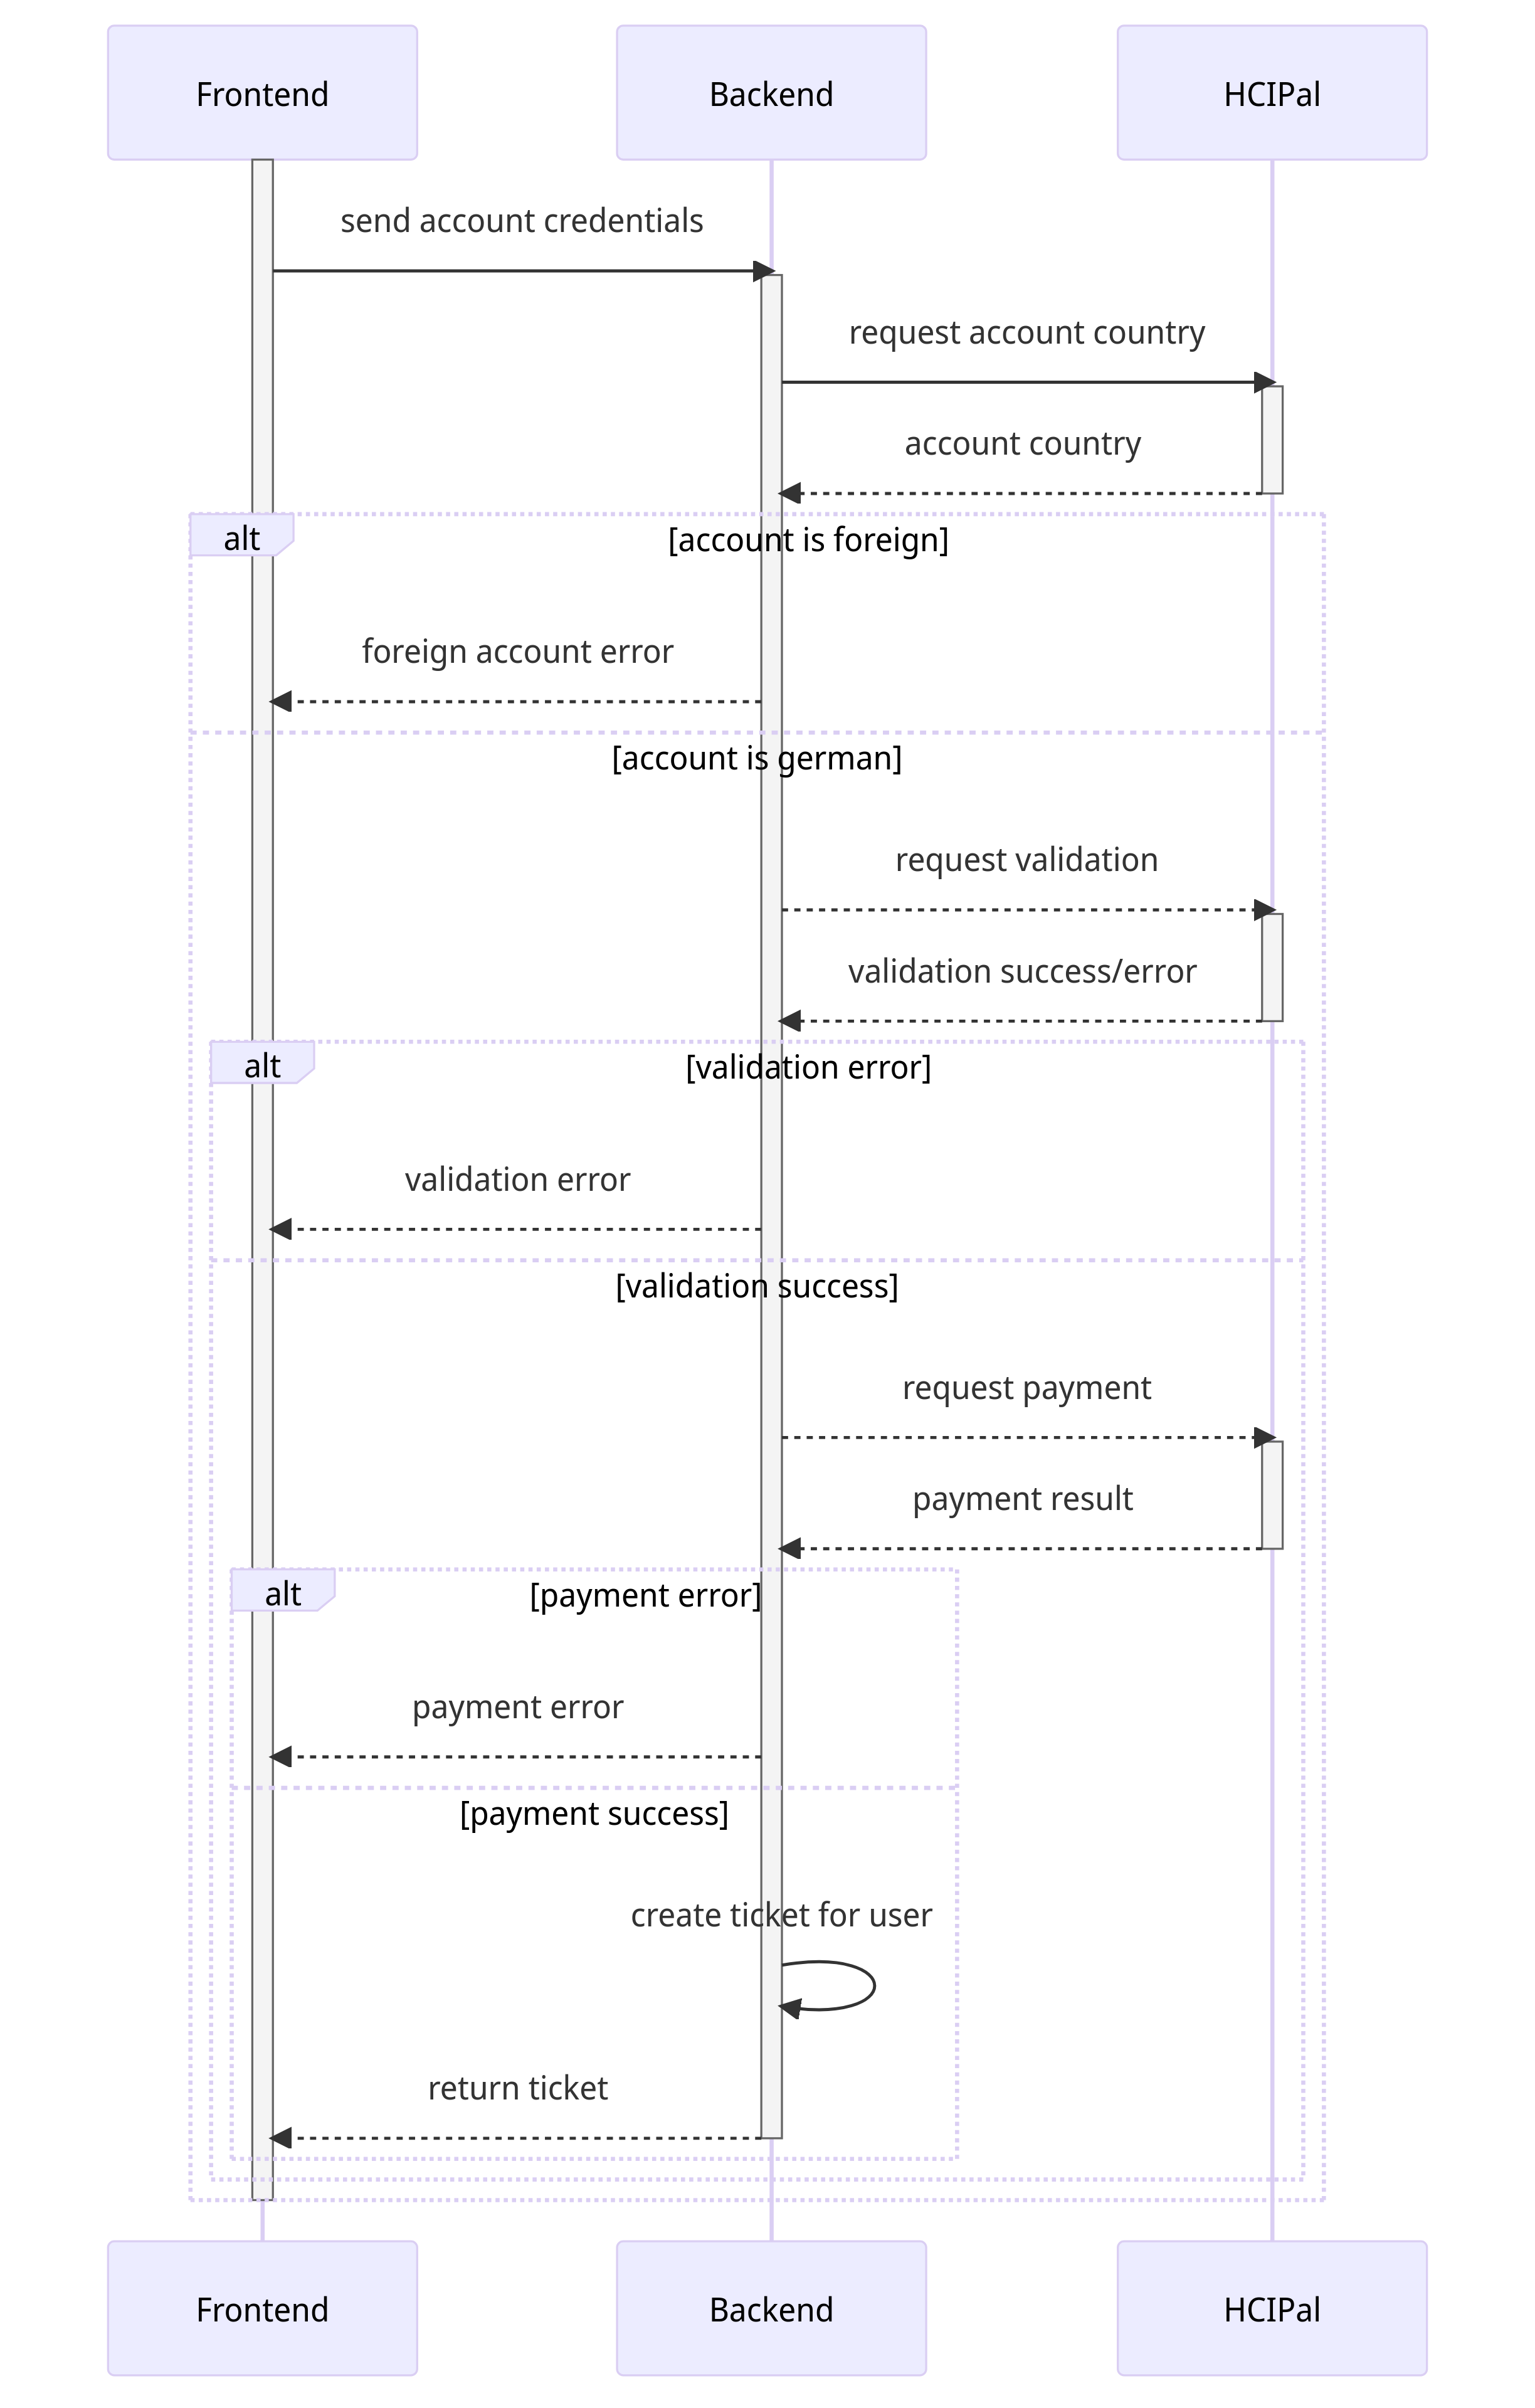 Frontend
Backend
HCIPal
send account credentials
request account country
account country
alt
[account is foreign]
foreign account error
[account is german]
request validation
validation success/error
alt
[validation error]
validation error
[validation success]
request payment
payment result
alt
[payment error]
payment error
[payment success]
create ticket for user
return ticket
Frontend
Backend
HCIPal